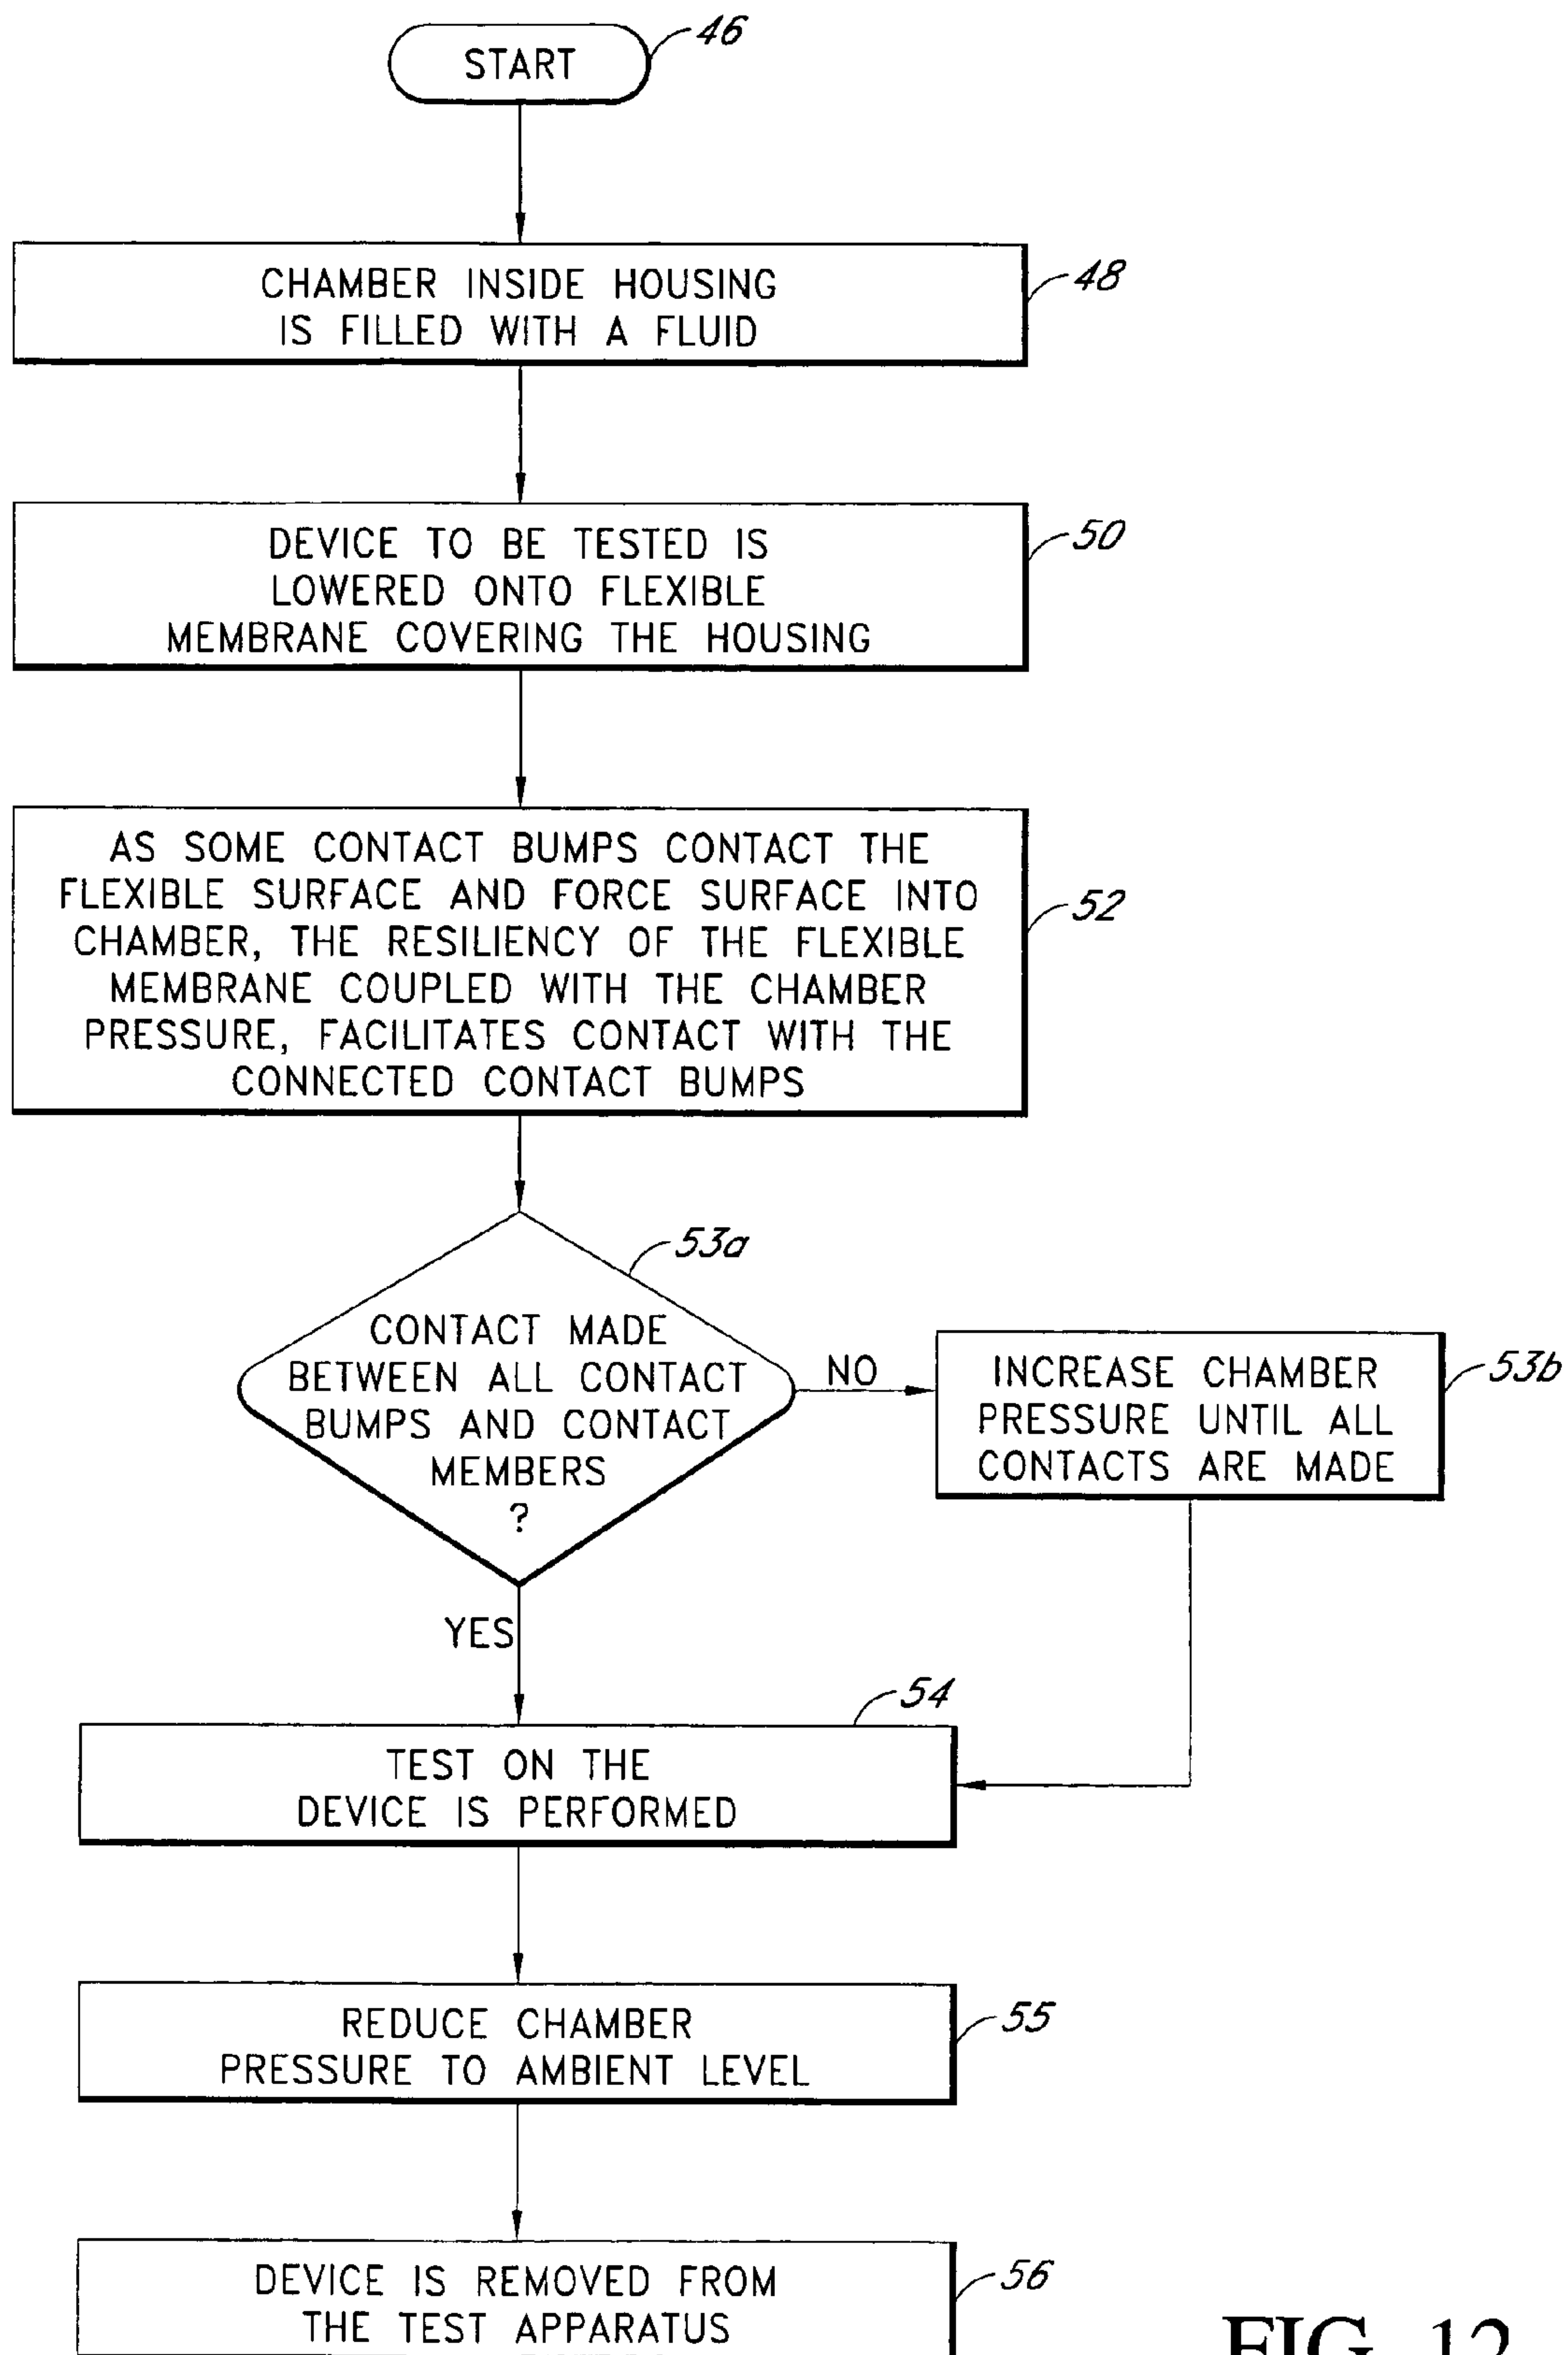 START
46
CHAMBER INSIDE HOUSING
IS FILLED WITH A FLUID
48
DEVICE TO BE TESTED IS
LOWERED ONTO FLEXIBLE
MEMBRANE COVERING THE HOUSING
50
AS SOME CONTACT BUMPS CONTACT THE
FLEXIBLE SURFACE AND FORCE SURFACE INTO
CHAMBER, THE RESILIENCY OF THE FLEXIBLE
MEMBRANE COUPLED WITH THE CHAMBER
PRESSURE, FACILITATES CONTACT WITH THE
CONNECTED CONTACT BUMPS
52
53a
CONTACT MADE
BETWEEN ALL CONTACT
BUMPS AND CONTACT
MEMBERS
?
NO
INCREASE CHAMBER
PRESSURE UNTIL ALL
CONTACTS ARE MADE
53b
YES
54
TEST ON THE
DEVICE IS PERFORMED
REDUCE CHAMBER
PRESSURE TO AMBIENT LEVEL
55
DEVICE IS REMOVED FROM
THE TEST APPARATUS
56
FIG. 12